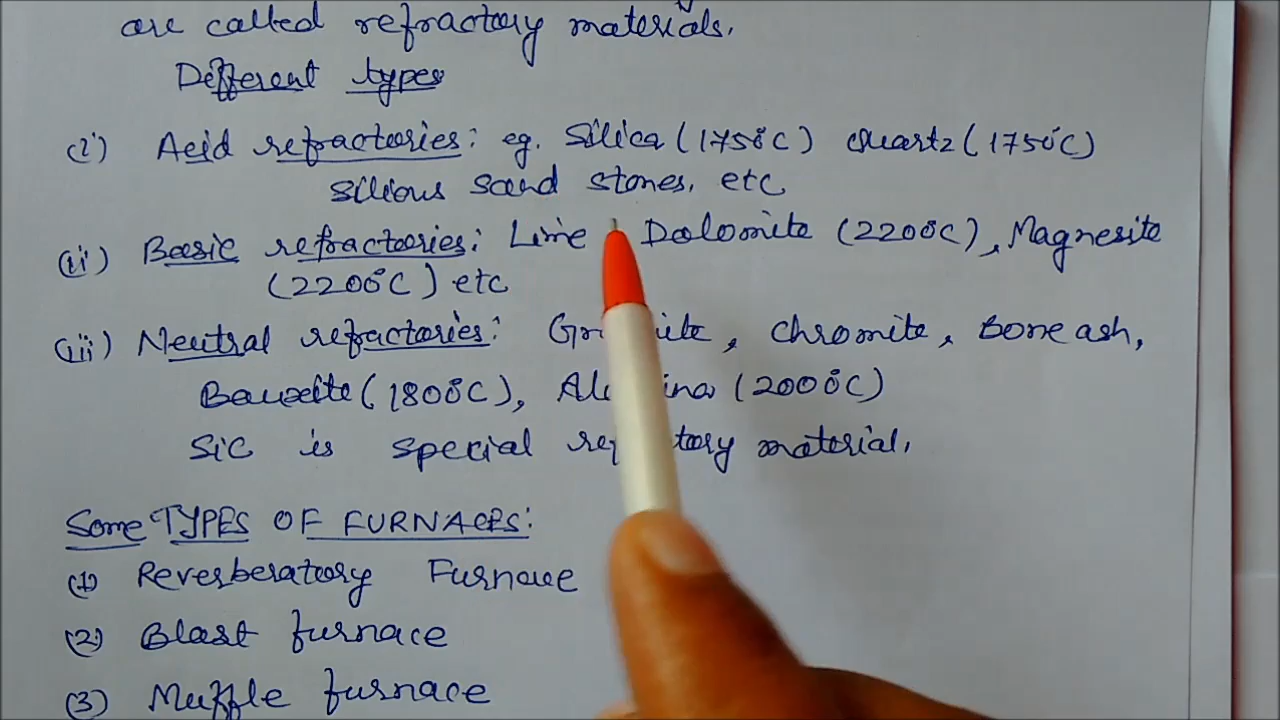 are called refractory materials.
Different types
(i) Acid refractories: eg. Silica (1750°C) Quartz (1750°C)
Silious sand stones, etc
(ii) Basic refractories: Lime Dolomite (2200°C), Magnesite
(2200°C) etc
(iii) Neutral refractories: Chromite, Bone ash,
Bauxite (1800°C), (2000°C)
SiC is special material.
Some TYPES OF FURNACES:
(1) Reverberatory Furnace
(2) Blast furnace
(3) Muffle furnace